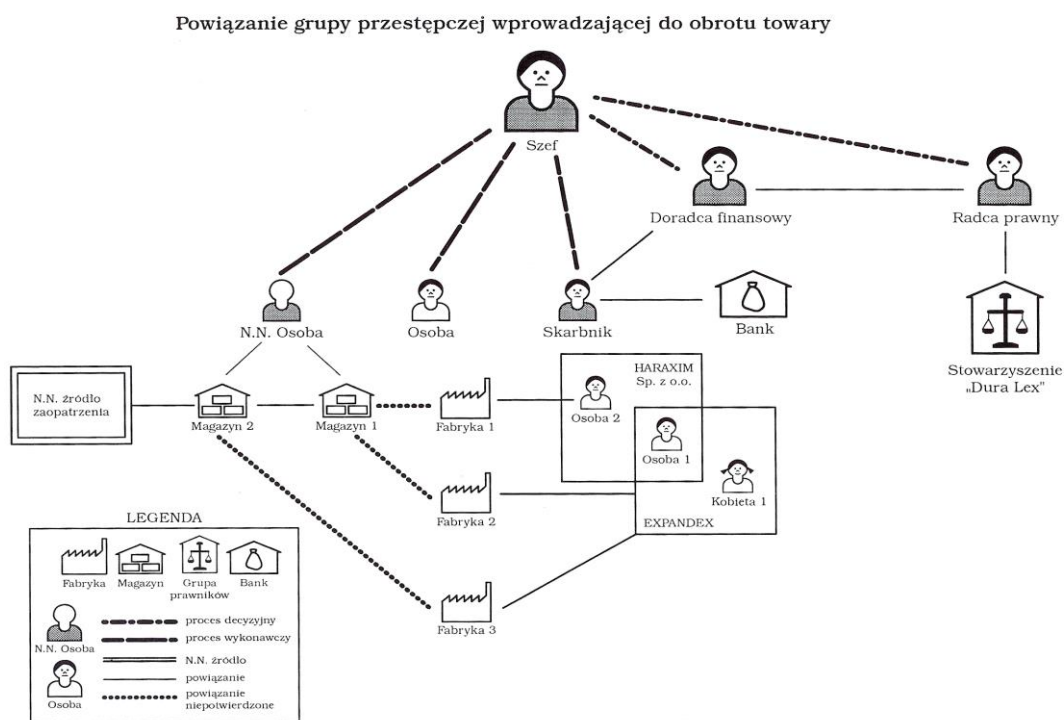 Powiązanie grupy przestępczej wprowadzającej do obrotu towary
Szef
Doradca finansowy
Radca prawny
N.N. Osoba
Osoba
Skarbnik
Bank
Stowarzyszenie
„Dura Lex"
N.N. źródło
zaopatrzenia
Magazyn 2
Magazyn 1
Fabryka 1
HARAXIM
Sp. z o.o.
Osoba 2
Osoba 1
Kobieta 1
EXPANDEX
Fabryka 2
Fabryka 3
LEGENDA
Fabryka
Magazyn
Grupa
prawników
Bank
N.N. Osoba
Osoba
proces decyzyjny
proces wykonawczy
N.N. źródło
powiązanie
powiązanie
niepotwierdzone